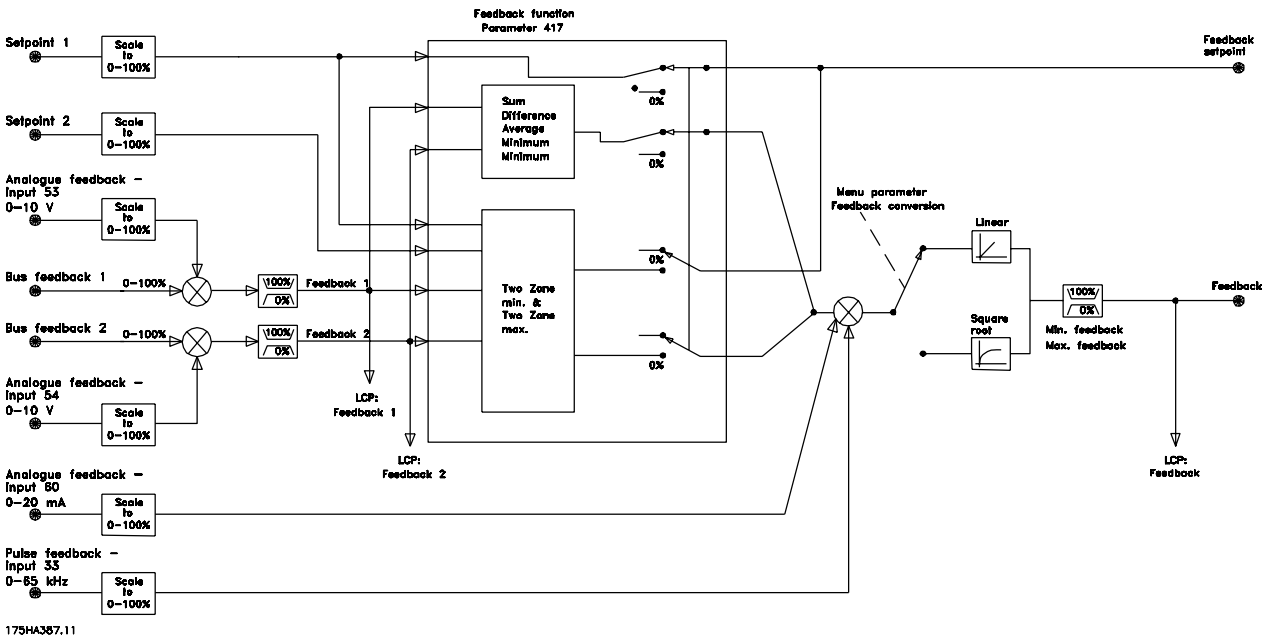 Feedback function
Parameter 417
Setpoint 1
Scale
to
0-100%
Feedback
setpoint
0%
Sum
Difference
Average
Minimum
Minimum
Setpoint 2
Scale
to
0-100%
0%
Analogue feedback -
input 53
0-10 V
Scale
to
0-100%
Menu parameter
Feedback conversion
Linear
0%
Bus feedback 1
0-100%
100%
0%
Feedback 1
Two Zone
min. &
Two Zone
max.
100%
0%
Feedback
Bus feedback 2
0-100%
100%
0%
Feedback 2
Square
root
Min. feedback
Max. feedback
0%
Analogue feedback -
input 54
0-10 V
Scale
to
0-100%
LCP:
Feedback 1
LCP:
Feedback 2
LCP:
Feedback
Analogue feedback -
input 60
0-20 mA
Scale
to
0-100%
Pulse feedback -
input 33
0-65 kHz
Scale
to
0-100%
175HA387.11